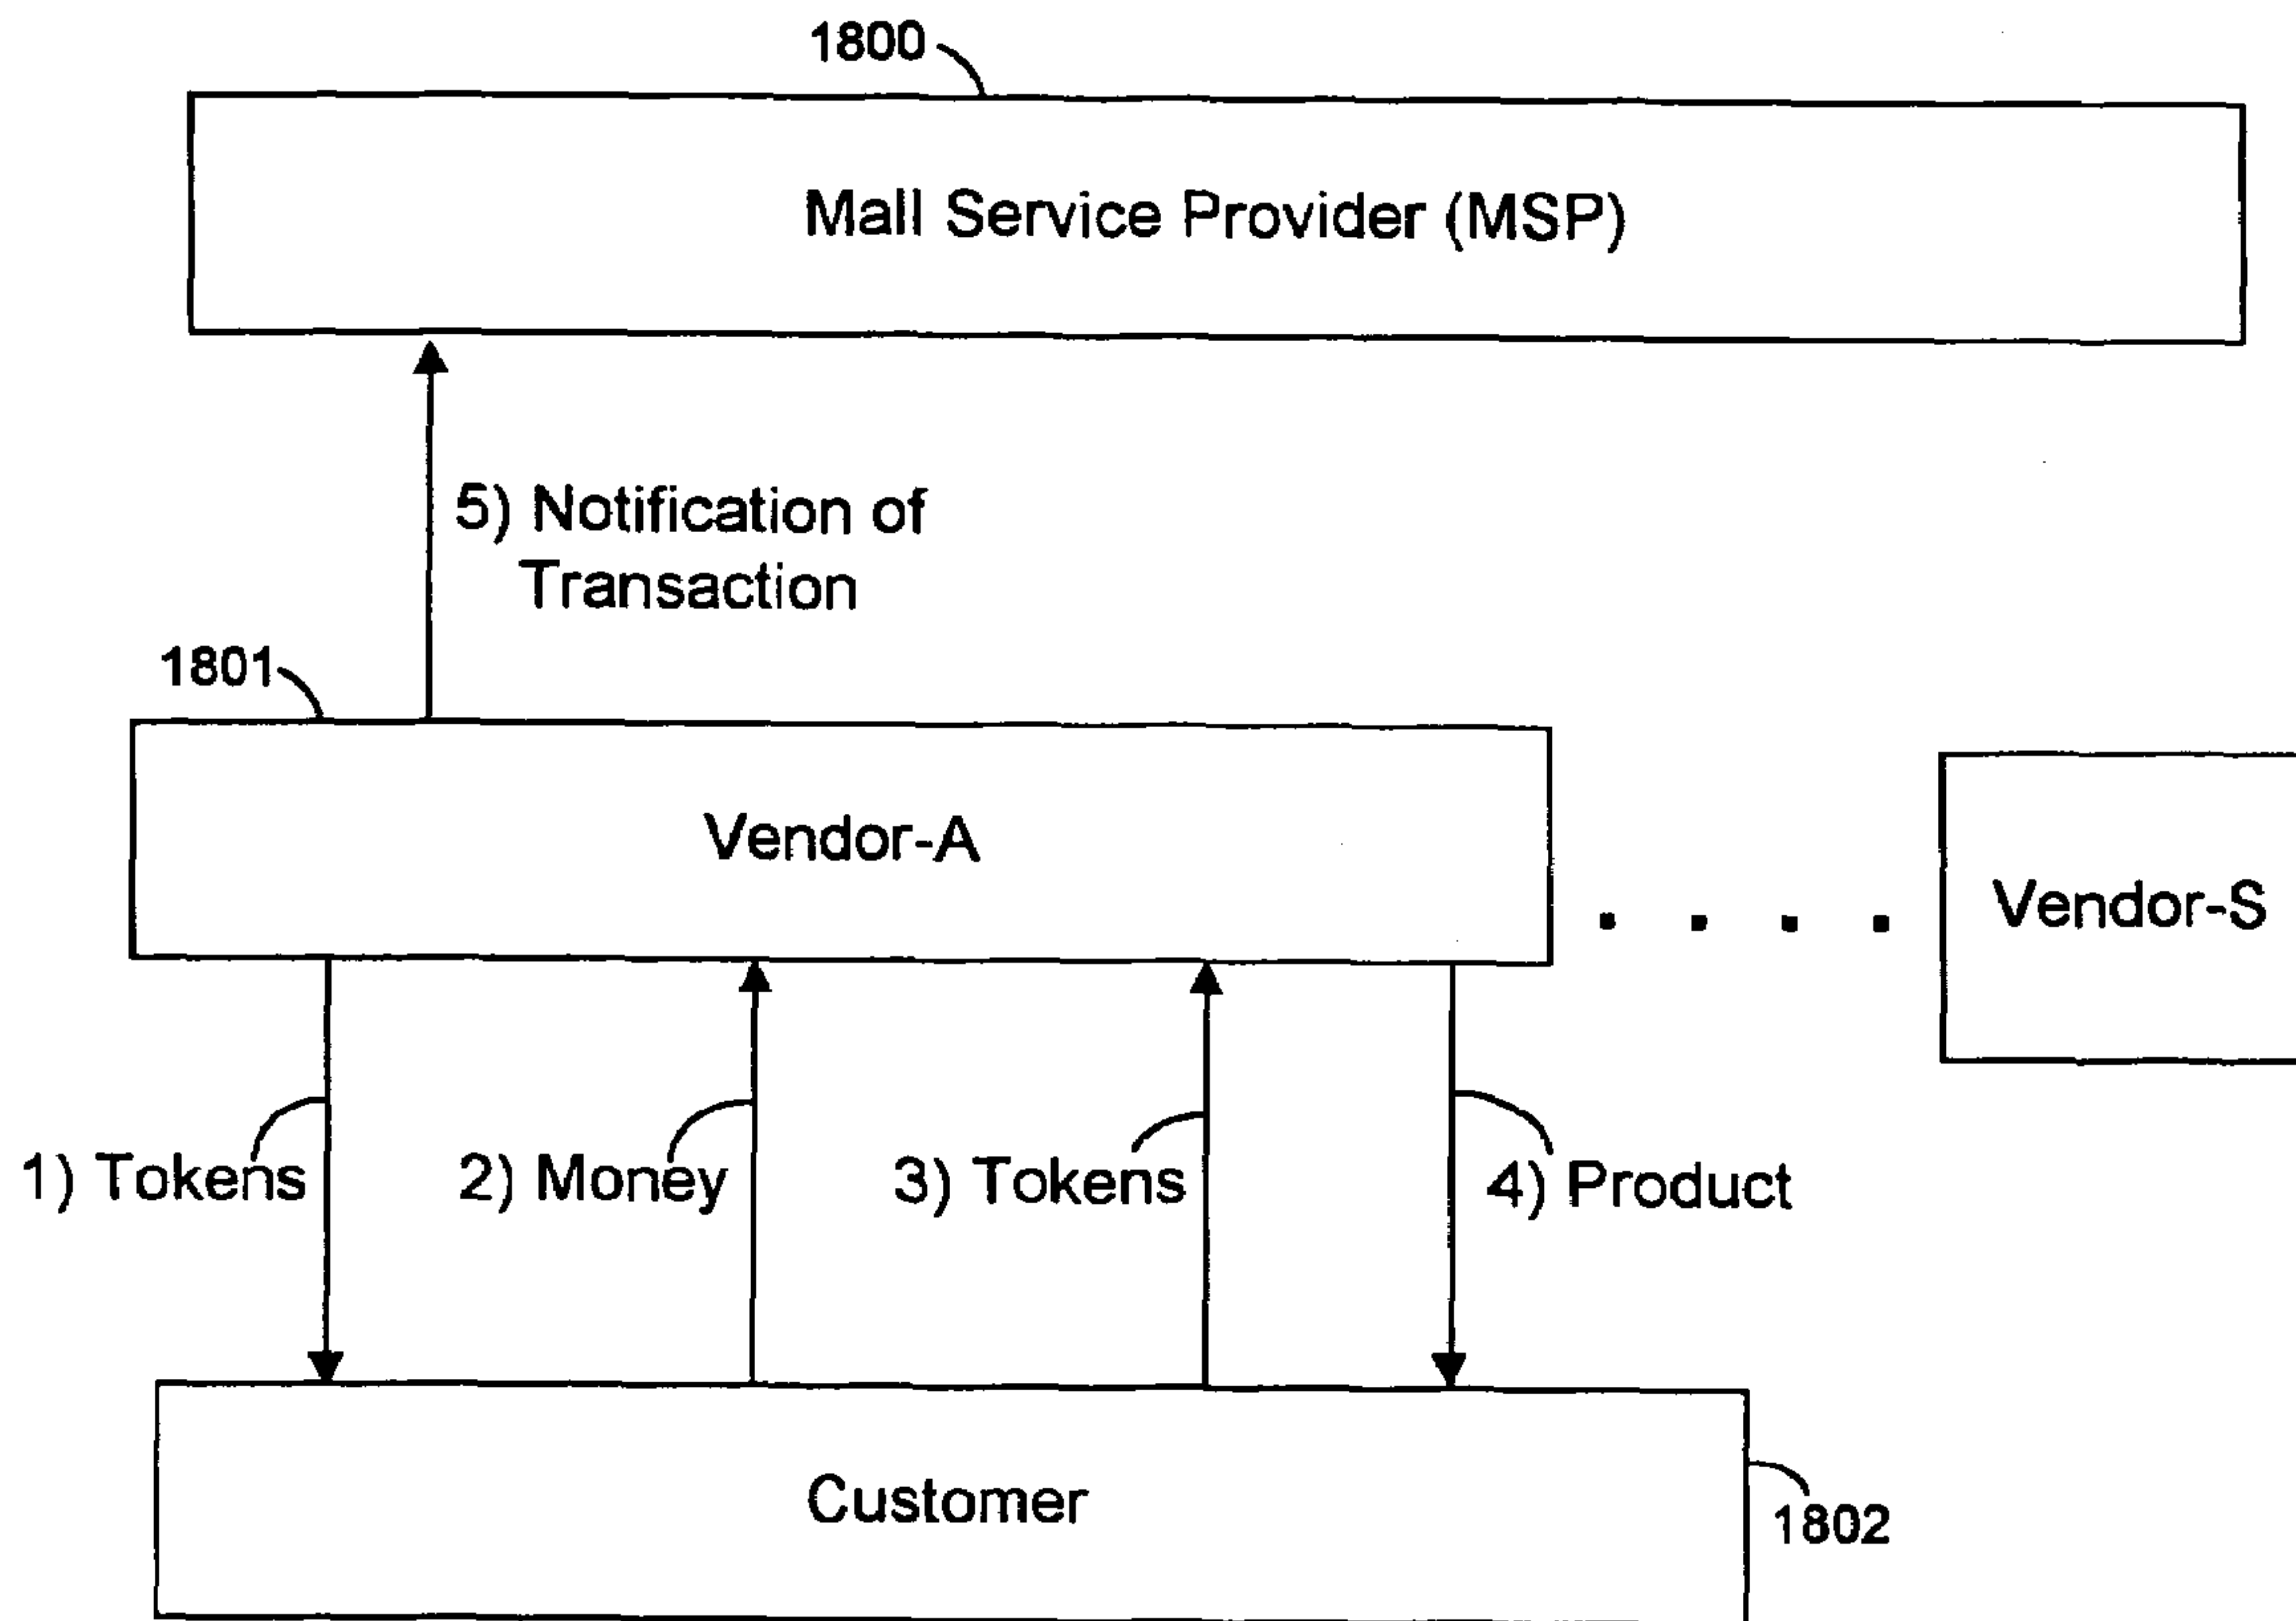 1800
Mall Service Provider (MSP)
5) Notification of
Transaction
1801
Vendor-A
Vendor-S
1) Tokens
2) Money
3) Tokens
4) Product
Customer
1802